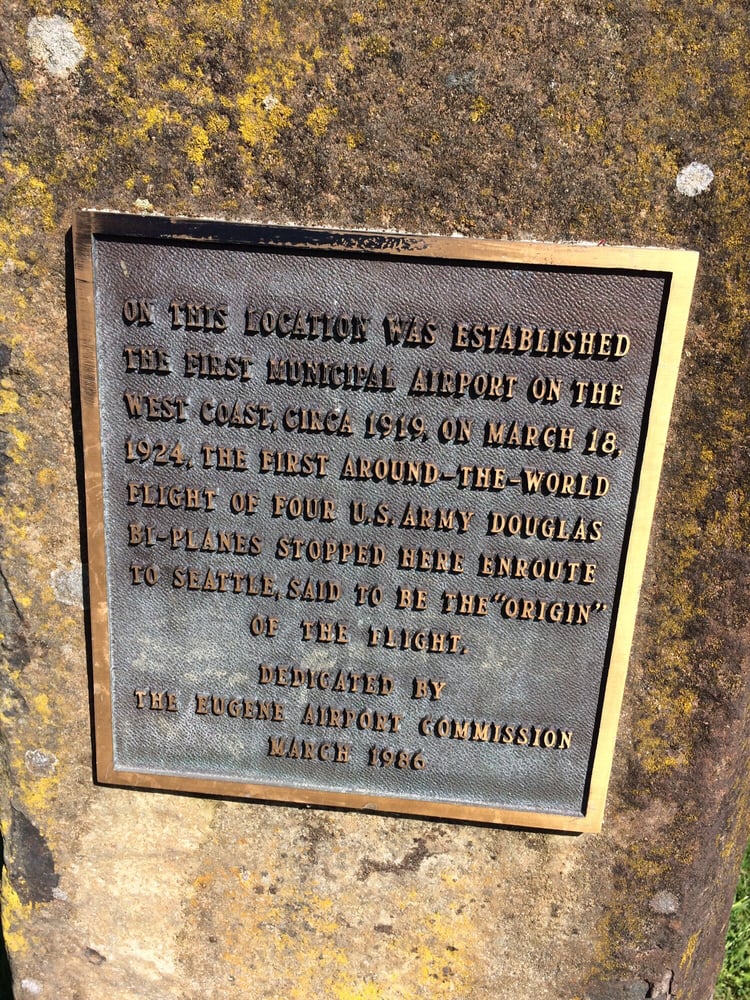 ON THIS LOCATION WAS ESTABLISHED
THE FIRST MUNICIPAL AIRPORT ON THE
WEST COAST, CIRCA 1919. ON MARCH 18,
1924, THE FIRST AROUND-THE-WORLD
FLIGHT OF FOUR U.S. ARMY DOUGLAS
BI-PLANES STOPPED HERE ENROUTE
TO SEATTLE, SAID TO BE THE "ORIGIN"
OF THE FLIGHT.
DEDICATED BY
THE EUGENE AIRPORT COMMISSION
MARCH 1986